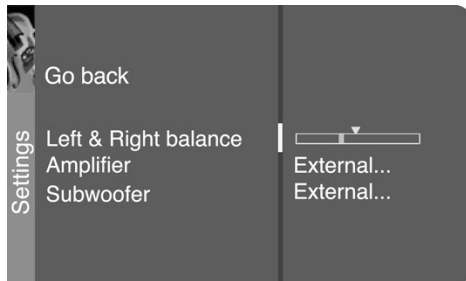 Go back
Settings
Left & Right balance
Amplifier
External...
Subwoofer
External...